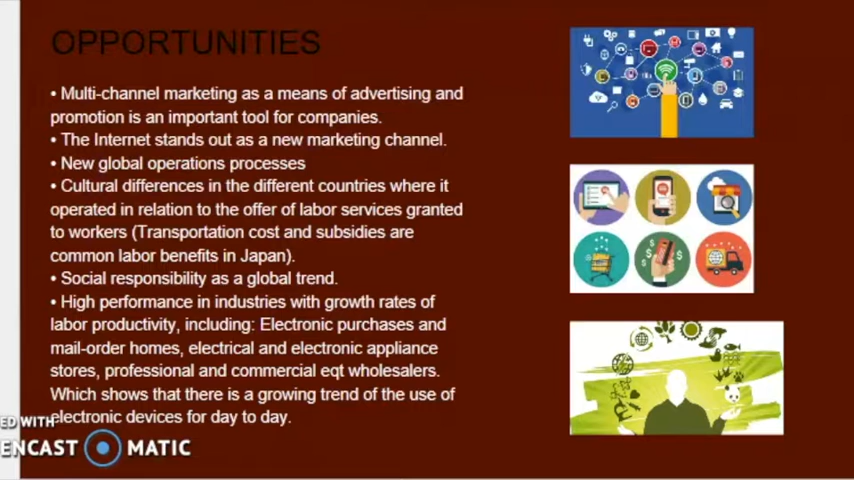 OPPORTUNITIES
• Multi-channel marketing as a means of advertising and
promotion is an important tool for companies.
• The Internet stands out as a new marketing channel.
• New global operations processes
• Cultural differences in the different countries where it
operated in relation to the offer of labor services granted
to workers (Transportation cost and subsidies are
common labor benefits in Japan).
• Social responsibility as a global trend.
• High performance in industries with growth rates of
labor productivity, including: Electronic purchases and
mail-order homes, electrical and electronic appliance
stores, professional and commercial eqt wholesalers.
Which shows that there is a growing trend of the use of
electronic devices for day to day.
ED WITH
ENCAST MATIC